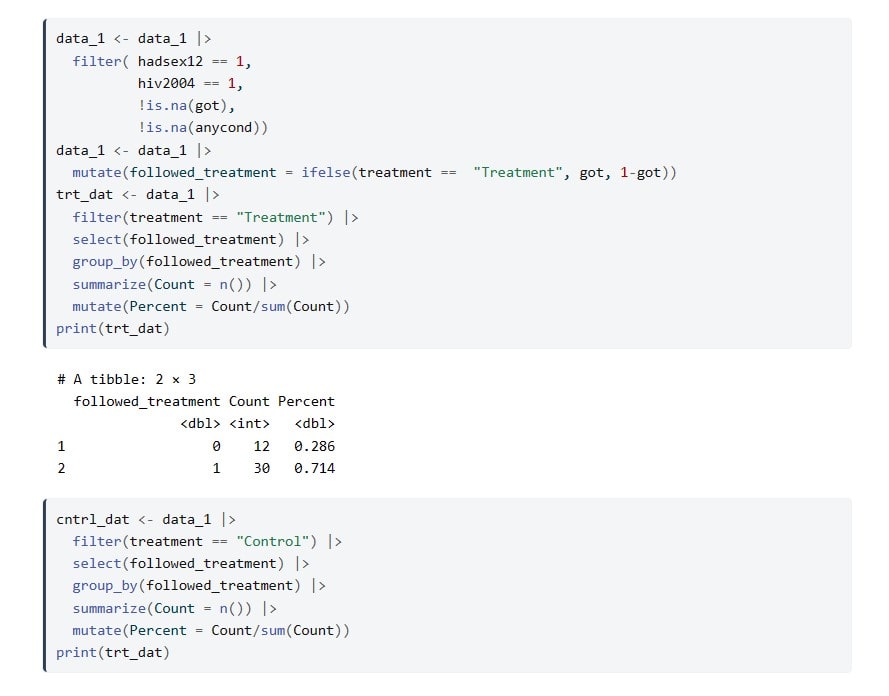 data_1 <- data_1 |>
  filter( hadsex12 == 1,
          hiv2004 == 1,
          !is.na(got),
          !is.na(anycond))
data_1 <- data_1 |>
  mutate(followed_treatment = ifelse(treatment ==  "Treatment", got, 1-got))
trt_dat <- data_1 |>
  filter(treatment == "Treatment") |>
  select(followed_treatment) |>
  group_by(followed_treatment) |>
  summarize(Count = n()) |>
  mutate(Percent = Count/sum(Count))
print(trt_dat)
# A tibble: 2 × 3
  followed_treatment Count Percent
               <dbl> <int>   <dbl>
1                  0    12   0.286
2                  1    30   0.714
cntrl_dat <- data_1 |>
  filter(treatment == "Control") |>
  select(followed_treatment) |>
  group_by(followed_treatment) |>
  summarize(Count = n()) |>
  mutate(Percent = Count/sum(Count))
print(trt_dat)